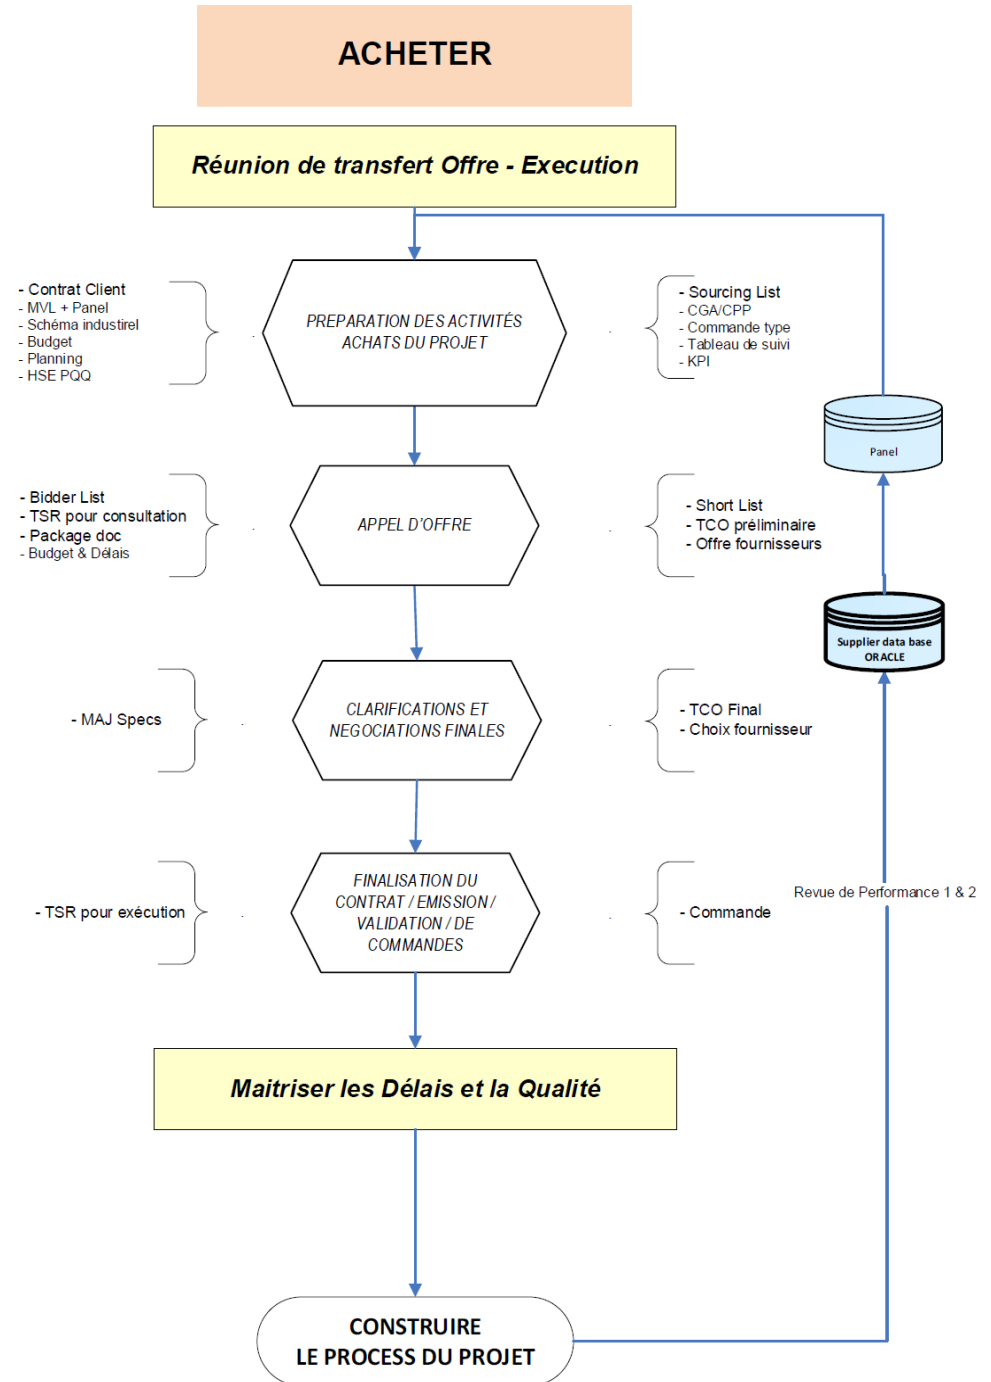 ACHETER
Réunion de transfert Offre - Execution
- Contrat Client
- MVL + Panel
- Schéma industirel
- Budget
- Planning
- HSE PQQ
PREPARATION DES ACTIVITÉS
ACHATS DU PROJET
- Sourcing List
- CGA/CPP
- Commande type
- Tableau de suivi
- KPI
Panel
- Bidder List
- TSR pour consultation
- Package doc
- Budget & Délais
APPEL D'OFFRE
- Short List
- TCO préliminaire
- Offre fournisseurs
Supplier data base
ORACLE
- MAJ Specs
CLARIFICATIONS ET
NEGOCIATIONS FINALES
- TCO Final
- Choix fournisseur
- TSR pour exécution
FINALISATION DU
CONTRAT / EMISSION /
VALIDATION / DE
COMMANDES
- Commande
Revue de Performance 1 & 2
Maitriser les Délais et la Qualité
CONSTRUIRE
LE PROCESS DU PROJET